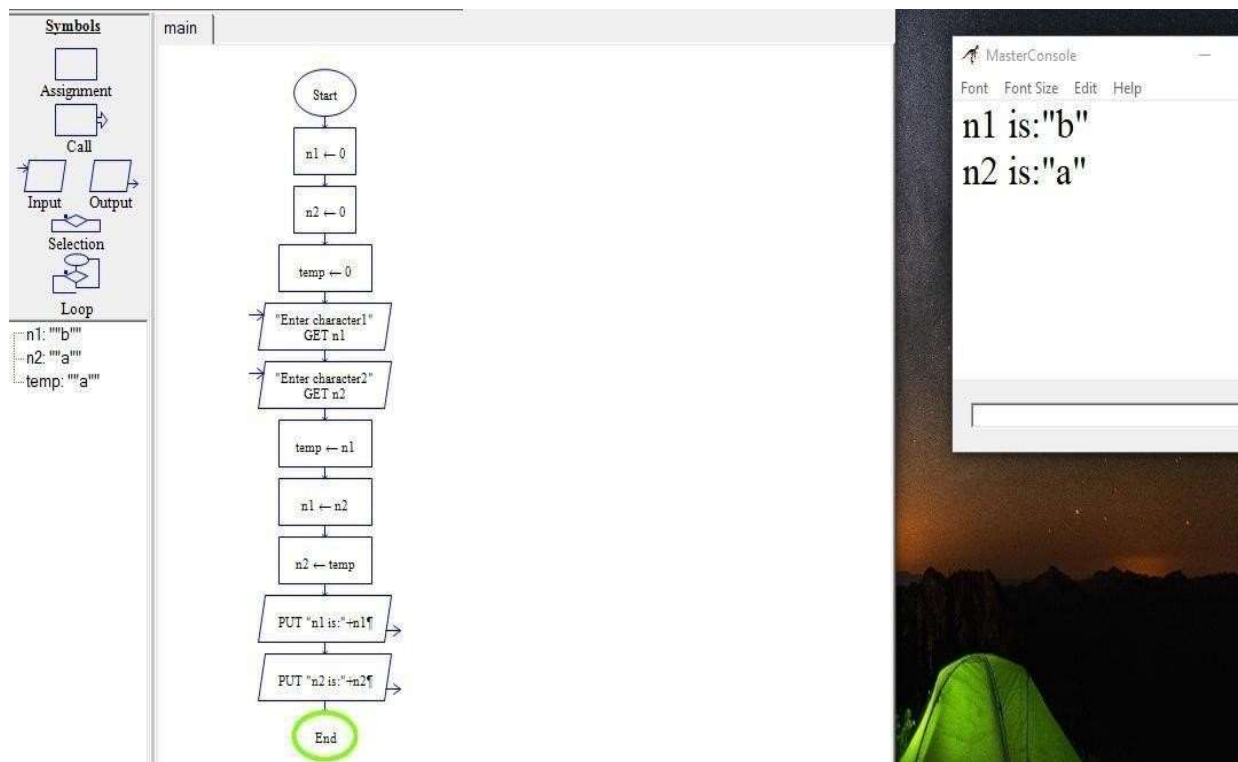 Symbols
Assignment
Call
Input Output
Selection
Loop
n1: ""b""
n2: ""a""
temp: ""a""
main
Start
n1 ← 0
n2 ← 0
temp ← 0
"Enter character1"
GET n1
"Enter character2"
GET n2
temp ← n1
n1 ← n2
n2 ← temp
PUT "n1 is:"+n1¶
PUT "n2 is:"+n2¶
End
MasterConsole
Font Font Size Edit Help
n1 is:"b"
n2 is:"a"